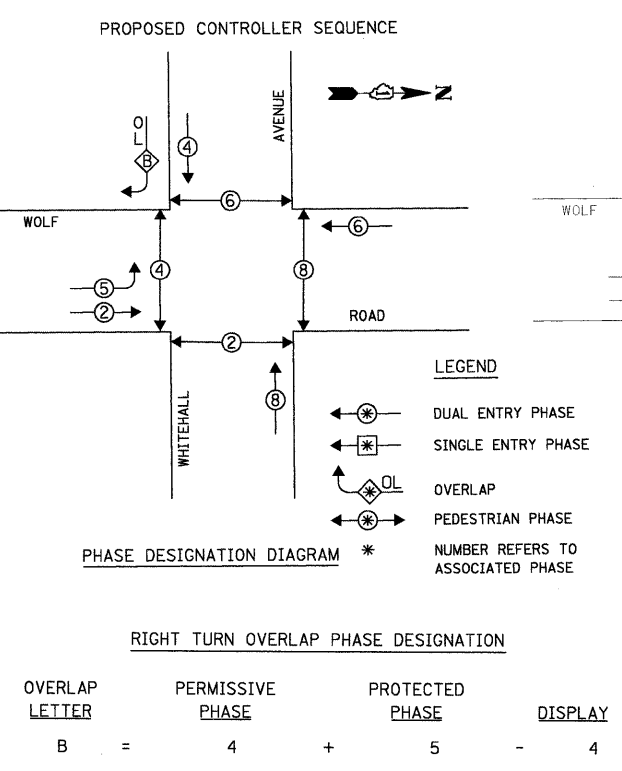 PROPOSED CONTROLLER SEQUENCE
AVENUE
N
OL
B
4
6
WOLF
6
WOLF
4
8
5
2
ROAD
2
LEGEND
8
WHITEHALL
* DUAL ENTRY PHASE
* SINGLE ENTRY PHASE
* OL OVERLAP
* PEDESTRIAN PHASE
* NUMBER REFERS TO
ASSOCIATED PHASE
PHASE DESIGNATION DIAGRAM
RIGHT TURN OVERLAP PHASE DESIGNATION
OVERLAP PERMISSIVE PROTECTED
LETTER PHASE PHASE DISPLAY
B = 4 + 5 - 4